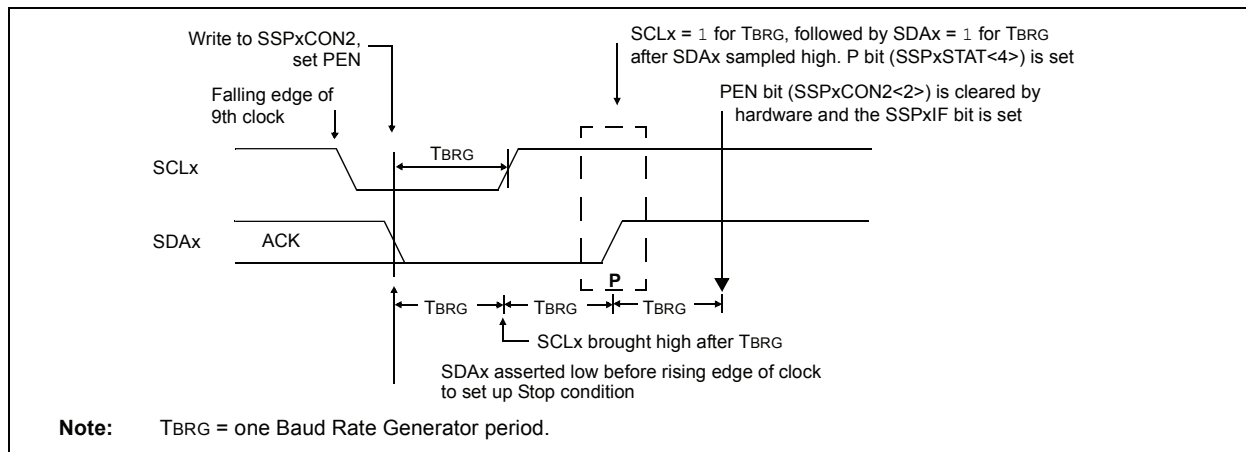 Write to SSPxCON2,
set PEN
SCLx = 1 for TBRG, followed by SDAx = 1 for TBRG
after SDAx sampled high. P bit (SSPxSTAT<4>) is set
Falling edge of
9th clock
PEN bit (SSPxCON2<2>) is cleared by
hardware and the SSPxIF bit is set
TBRG
SCLx
SDAx
ACK
P
TBRG
TBRG
TBRG
SCLx brought high after TBRG
SDAx asserted low before rising edge of clock
to set up Stop condition
Note: TBRG = one Baud Rate Generator period.